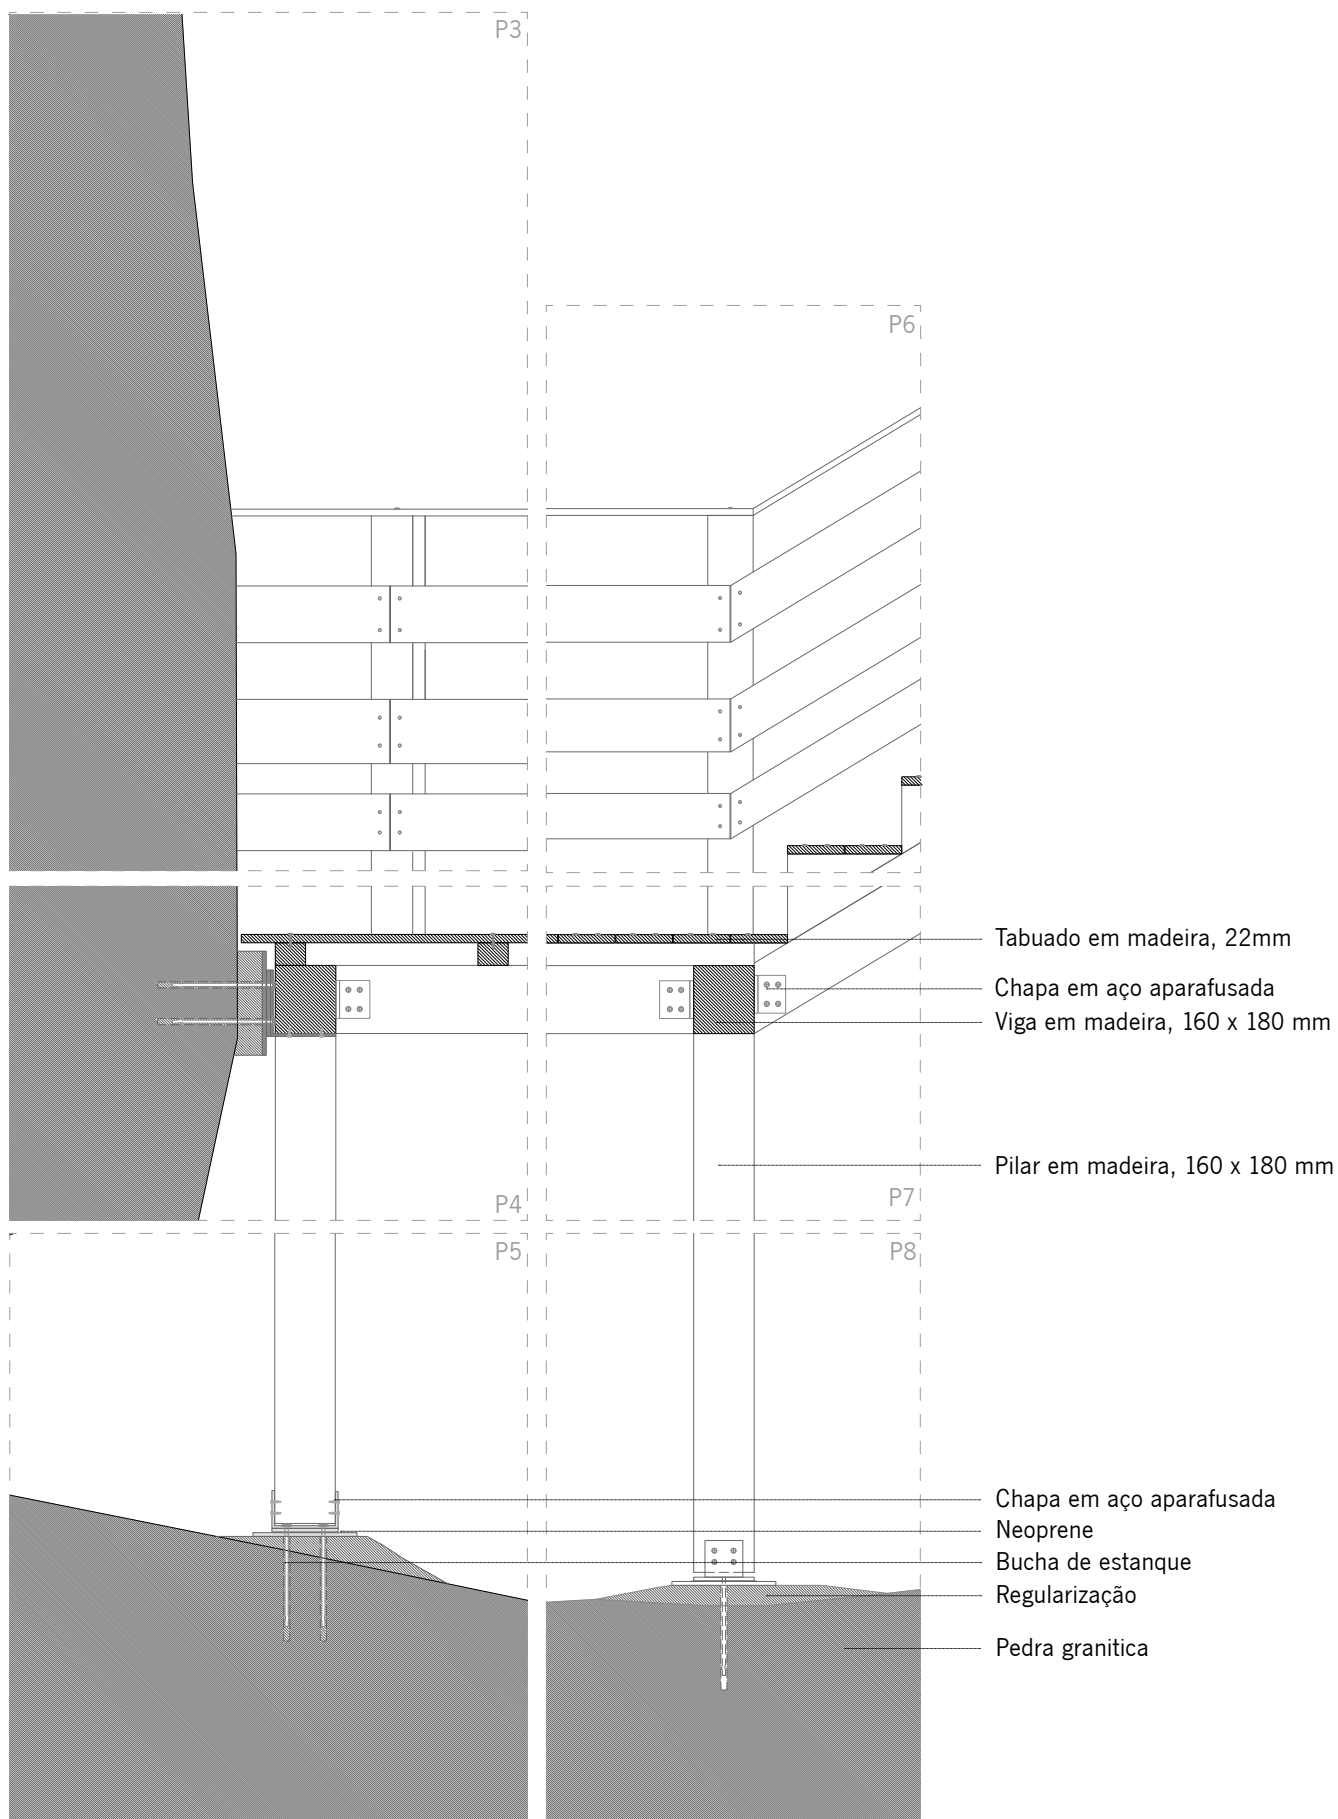 P3
P6
Tabuado em madeira, 22mm
Chapa em aço aparafusada
Viga em madeira, 160 x 180 mm
Pilar em madeira, 160 x 180 mm
P4
P7
P5
P8
Chapa em aço aparafusada
Neoprene
Bucha de estanque
Regularização
Pedra granitica